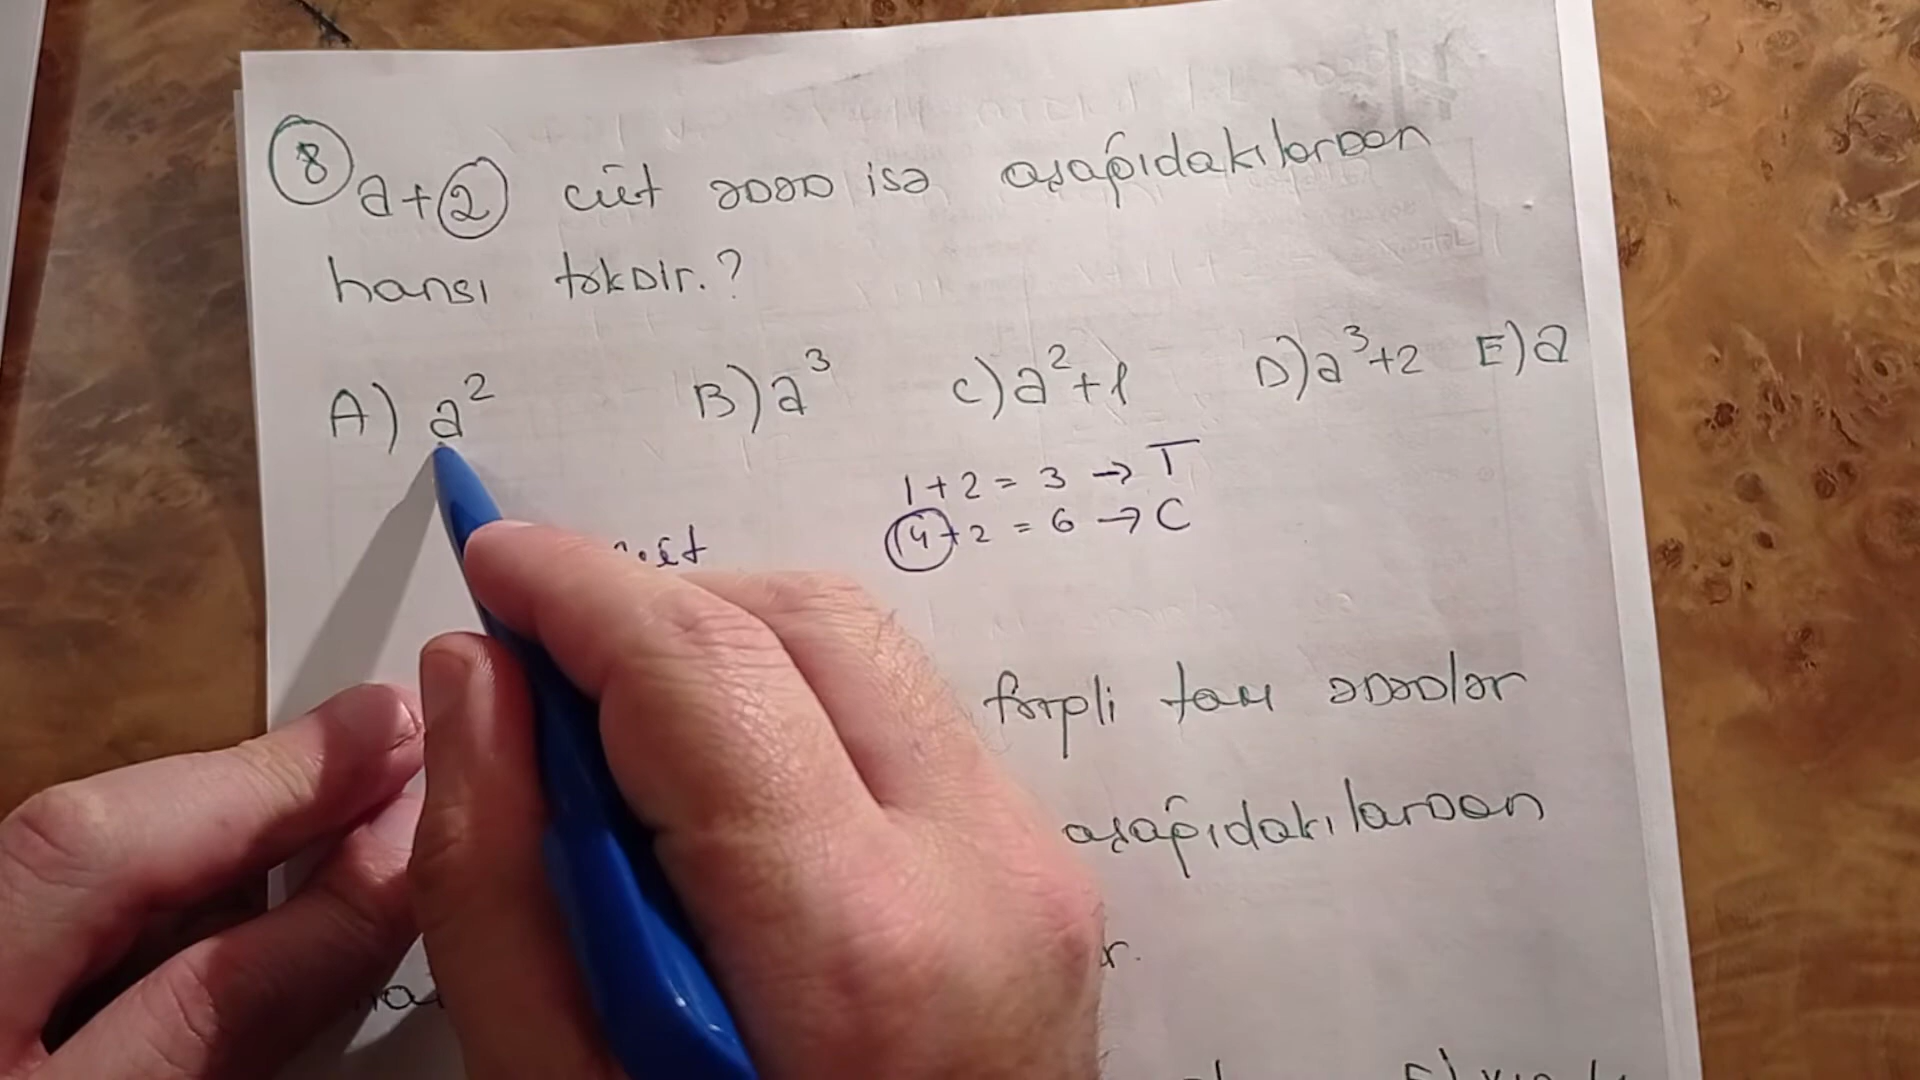 8 a+2 cüt ədəd isə aşağıdakılardan
hansı təkdir.?
A) a² B) a³ C) a²+1 D) a³+2 E) a
1+2 = 3 → T
4+2 = 6 → C
fərqli tam ədədlər
aşağıdakılardan